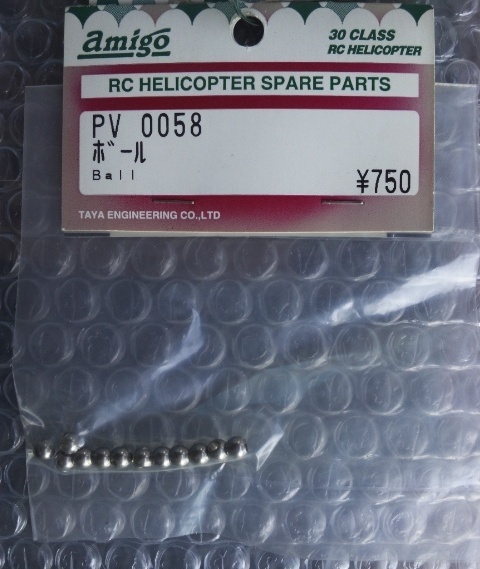 amigo
30 CLASS
RC HELICOPTER
RC HELICOPTER SPARE PARTS
PV 0058
ﾎﾞｰﾙ
Ball
¥750
TAYA ENGINEERING CO.,LTD